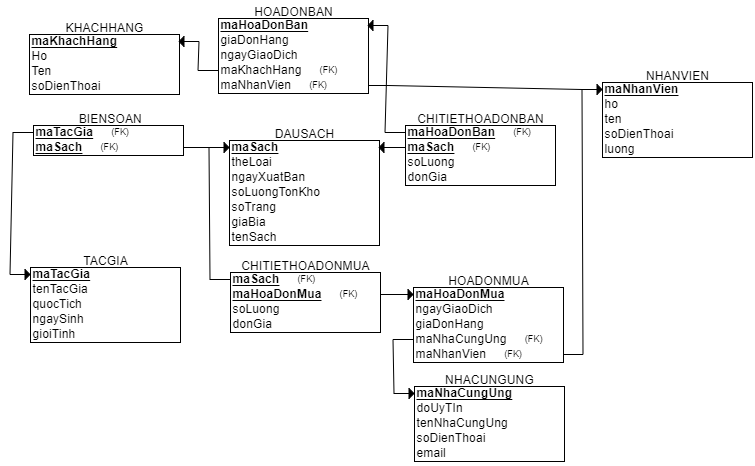 KHACHHANG
maKhachHang
Ho
Ten
soDienThoai
HOADONBAN
maHoaDonBan
giaDonHang
ngayGiaoDich
maKhachHang (FK)
maNhanVien (FK)
NHANVIEN
maNhanVien
ho
ten
soDienThoai
luong
BIENSOAN
maTacGia (FK)
maSach (FK)
DAUSACH
maSach
theLoai
ngayXuatBan
soLuongTonKho
soTrang
giaBia
tenSach
CHITIETHOADONBAN
maHoaDonBan (FK)
maSach (FK)
soLuong
donGia
TACGIA
maTacGia
tenTacGia
quocTich
ngaySinh
gioiTinh
CHITIETHOADONMUA
maSach (FK)
maHoaDonMua (FK)
soLuong
donGia
HOADONMUA
maHoaDonMua
ngayGiaoDich
giaDonHang
maNhaCungUng (FK)
maNhanVien (FK)
NHACUNGUNG
maNhaCungUng
doUyTIn
tenNhaCungUng
soDienThoai
email